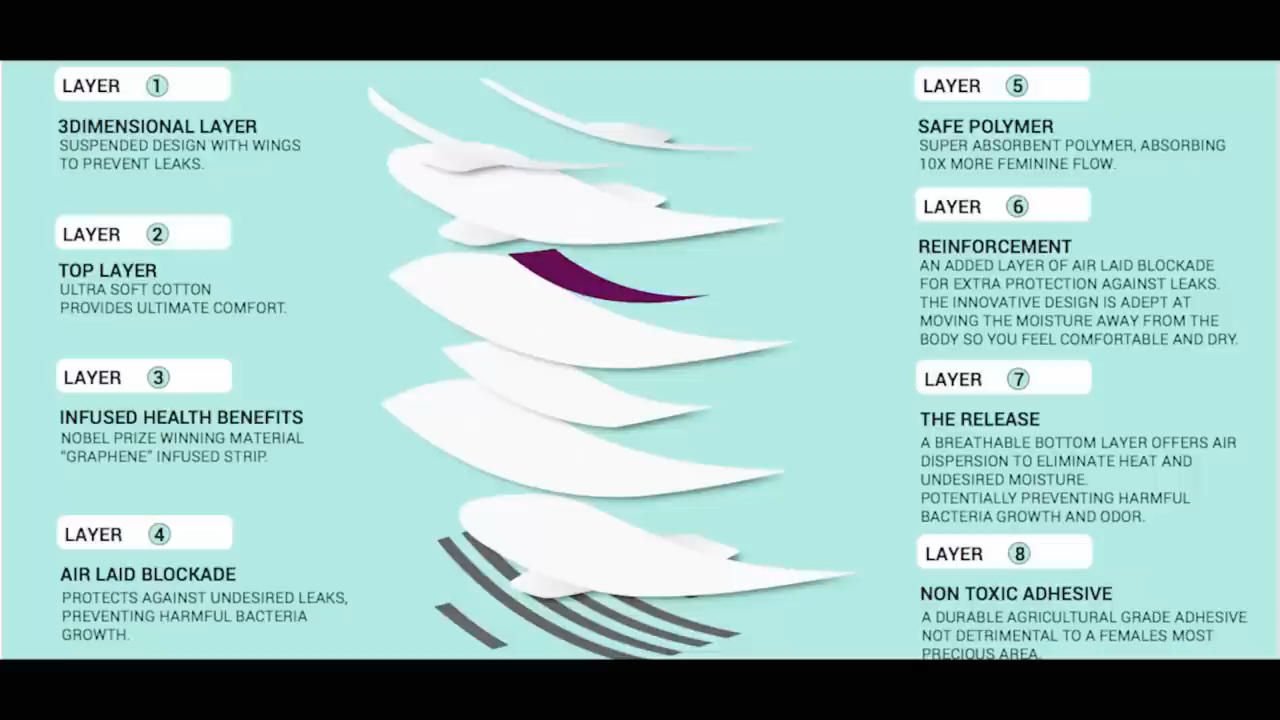 LAYER 1
3DIMENSIONAL LAYER
SUSPENDED DESIGN WITH WINGS
TO PREVENT LEAKS.
LAYER 2
TOP LAYER
ULTRA SOFT COTTON
PROVIDES ULTIMATE COMFORT.
LAYER 3
INFUSED HEALTH BENEFITS
NOBEL PRIZE WINNING MATERIAL
“GRAPHENE” INFUSED STRIP.
LAYER 4
AIR LAID BLOCKADE
PROTECTS AGAINST UNDESIRED LEAKS,
PREVENTING HARMFUL BACTERIA
GROWTH.
LAYER 5
SAFE POLYMER
SUPER ABSORBENT POLYMER, ABSORBING
10X MORE FEMININE FLOW.
LAYER 6
REINFORCEMENT
AN ADDED LAYER OF AIR LAID BLOCKADE
FOR EXTRA PROTECTION AGAINST LEAKS.
THE INNOVATIVE DESIGN IS ADEPT AT
MOVING THE MOISTURE AWAY FROM THE
BODY SO YOU FEEL COMFORTABLE AND DRY.
LAYER 7
THE RELEASE
A BREATHABLE BOTTOM LAYER OFFERS AIR
DISPERSION TO ELIMINATE HEAT AND
UNDESIRED MOISTURE.
POTENTIALLY PREVENTING HARMFUL
BACTERIA GROWTH AND ODOR.
LAYER 8
NON TOXIC ADHESIVE
A DURABLE AGRICULTURAL GRADE ADHESIVE
NOT DETRIMENTAL TO A FEMALES MOST
PRECIOUS AREA.